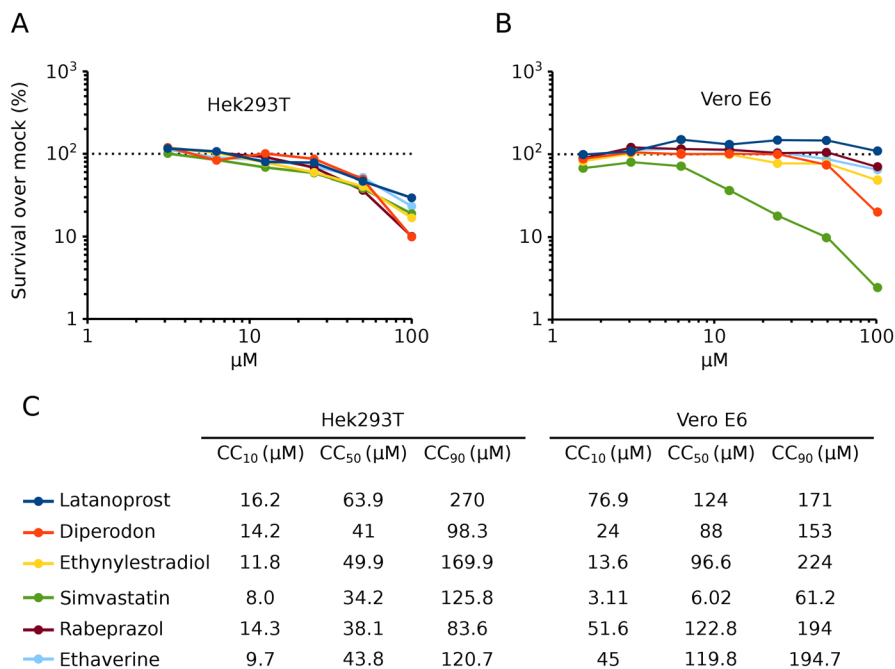 A
B
Survival over mock (%)
10³
10²
10
1
1
10
100
µM
Hek293T
10³
10²
10
1
1
10
100
µM
Vero E6
C
Hek293T Vero E6
CC₁₀ (µM) CC₅₀ (µM) CC₉₀ (µM) CC₁₀ (µM) CC₅₀ (µM) CC₉₀ (µM)
Latanoprost 16.2 63.9 270 76.9 124 171
Diperodon 14.2 41 98.3 24 88 153
Ethynylestradiol 11.8 49.9 169.9 13.6 96.6 224
Simvastatin 8.0 34.2 125.8 3.11 6.02 61.2
Rabeprazol 14.3 38.1 83.6 51.6 122.8 194
Ethaverine 9.7 43.8 120.7 45 119.8 194.7